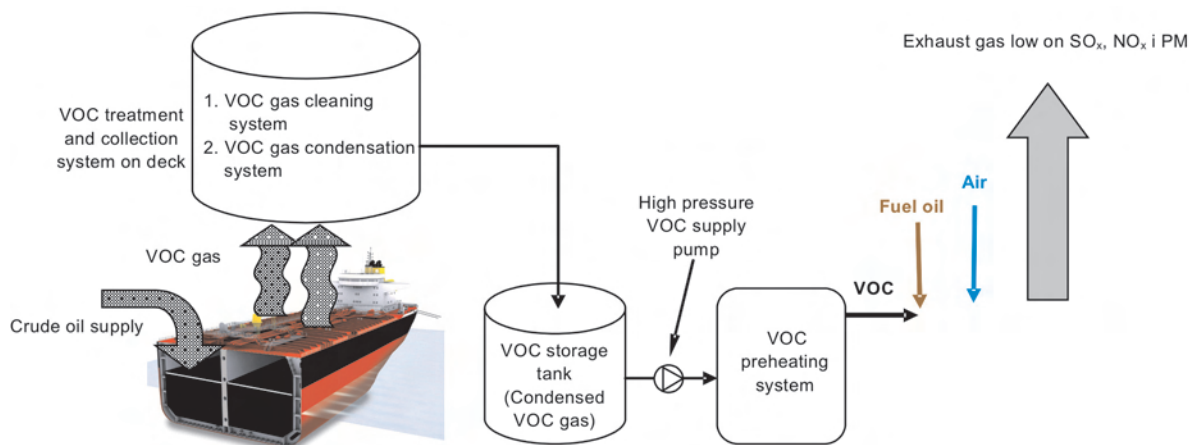 Exhaust gas low on SOₓ, NOₓ i PM
VOC treatment
and collection
system on deck
1. VOC gas cleaning
system
2. VOC gas condensation
system
VOC gas
Crude oil supply
High pressure
VOC supply
pump
VOC storage
tank
(Condensed
VOC gas)
VOC
preheating
system
VOC
Fuel oil
Air